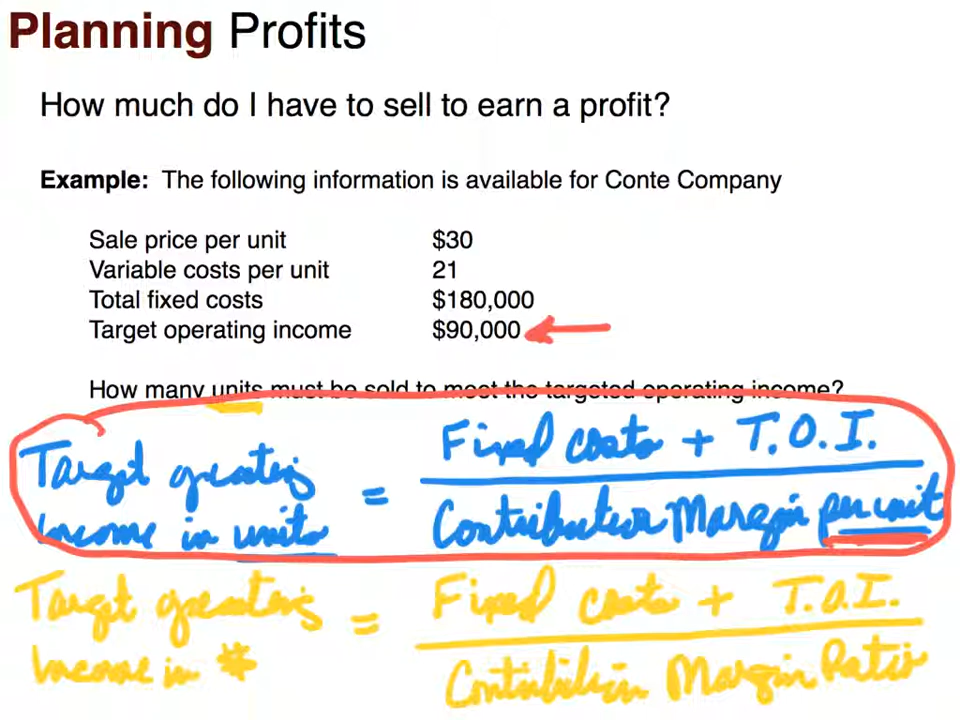 Planning Profits
How much do I have to sell to earn a profit?
Example: The following information is available for Conte Company
Sale price per unit $30
Variable costs per unit 21
Total fixed costs $180,000
Target operating income $90,000
How many units must be sold to meet the targeted operating income?
Target operating income in units = Fixed costs + T.O.I. / Contribution Margin per unit
Target operating income in $ = Fixed costs + T.O.I. / Contribution Margin Ratio